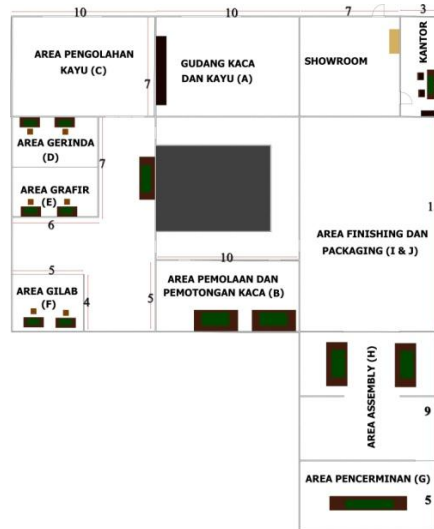 10
10
7
3
AREA PENGOLAHAN
KAYU (C)
7
GUDANG KACA
DAN KAYU (A)
SHOWROOM
KANTOR
AREA GERINDA
(D)
7
AREA GRAFIR
(E)
6
1
AREA FINISHING DAN
PACKAGING (I & J)
10
5
AREA GILAB
(F)
4
5
AREA PEMOLAAN DAN
PEMOTONGAN KACA (B)
AREA ASSEMBLY (H)
9
AREA PENCERMINAN (G)
5